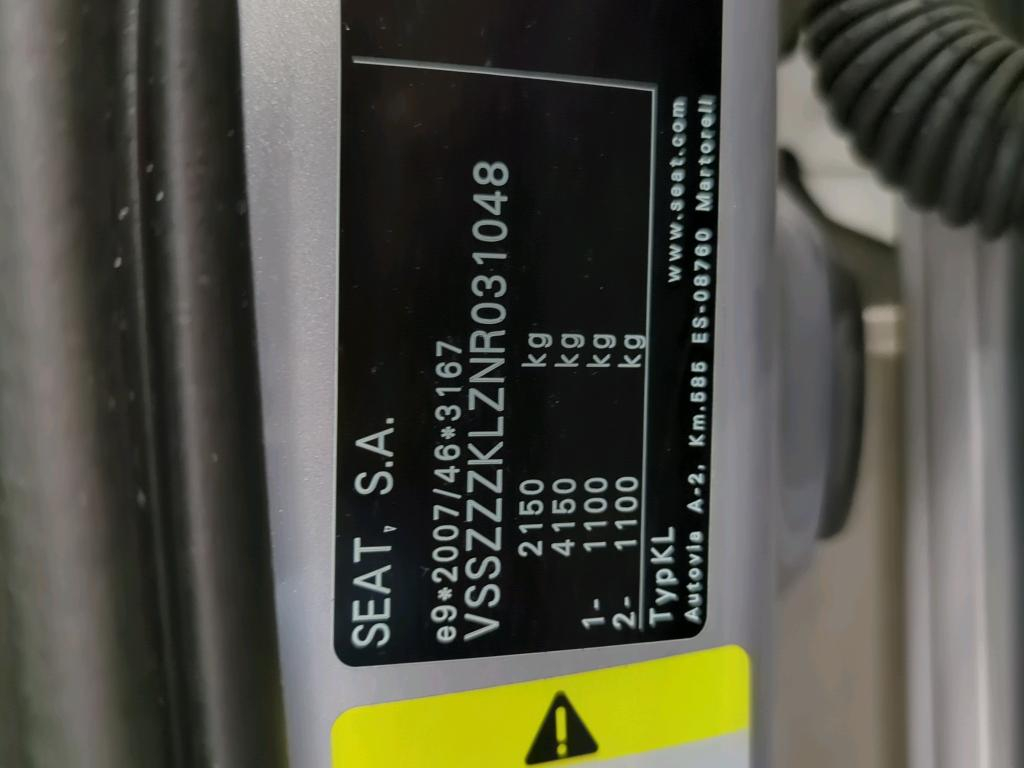 SEAT, S.A.
e9*2007/46*3167
VSSZZZKLZNR031048
2150 kg
4150 kg
1- 1100 kg
2- 1100 kg
TypKL
www.seat.com
Autovia A-2, Km.585 ES-08760 Martorell